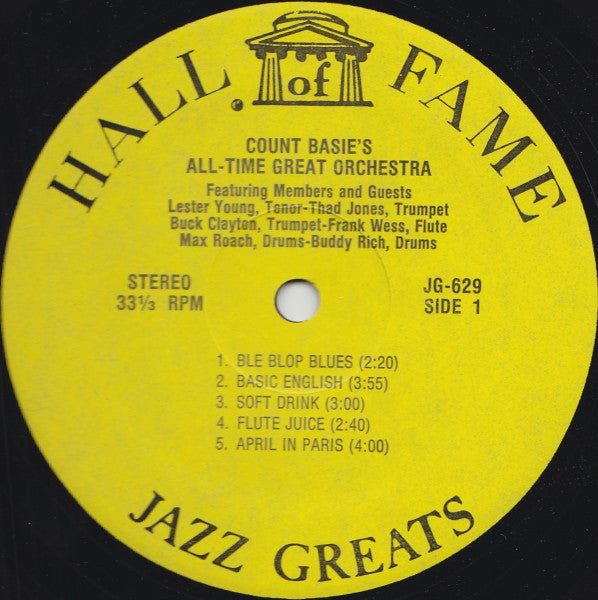 HALL of FAME
COUNT BASIE'S
ALL-TIME GREAT ORCHESTRA
Featuring Members and Guests
Lester Young, Tenor-Thad Jones, Trumpet
Buck Clayton, Trumpet-Frank Wess, Flute
Max Roach, Drums-Buddy Rich, Drums
STEREO
33⅓ RPM
JG-629
SIDE 1
1. BLE BLOP BLUES (2:20)
2. BASIC ENGLISH (3:55)
3. SOFT DRINK (3:00)
4. FLUTE JUICE (2:40)
5. APRIL IN PARIS (4:00)
JAZZ GREATS